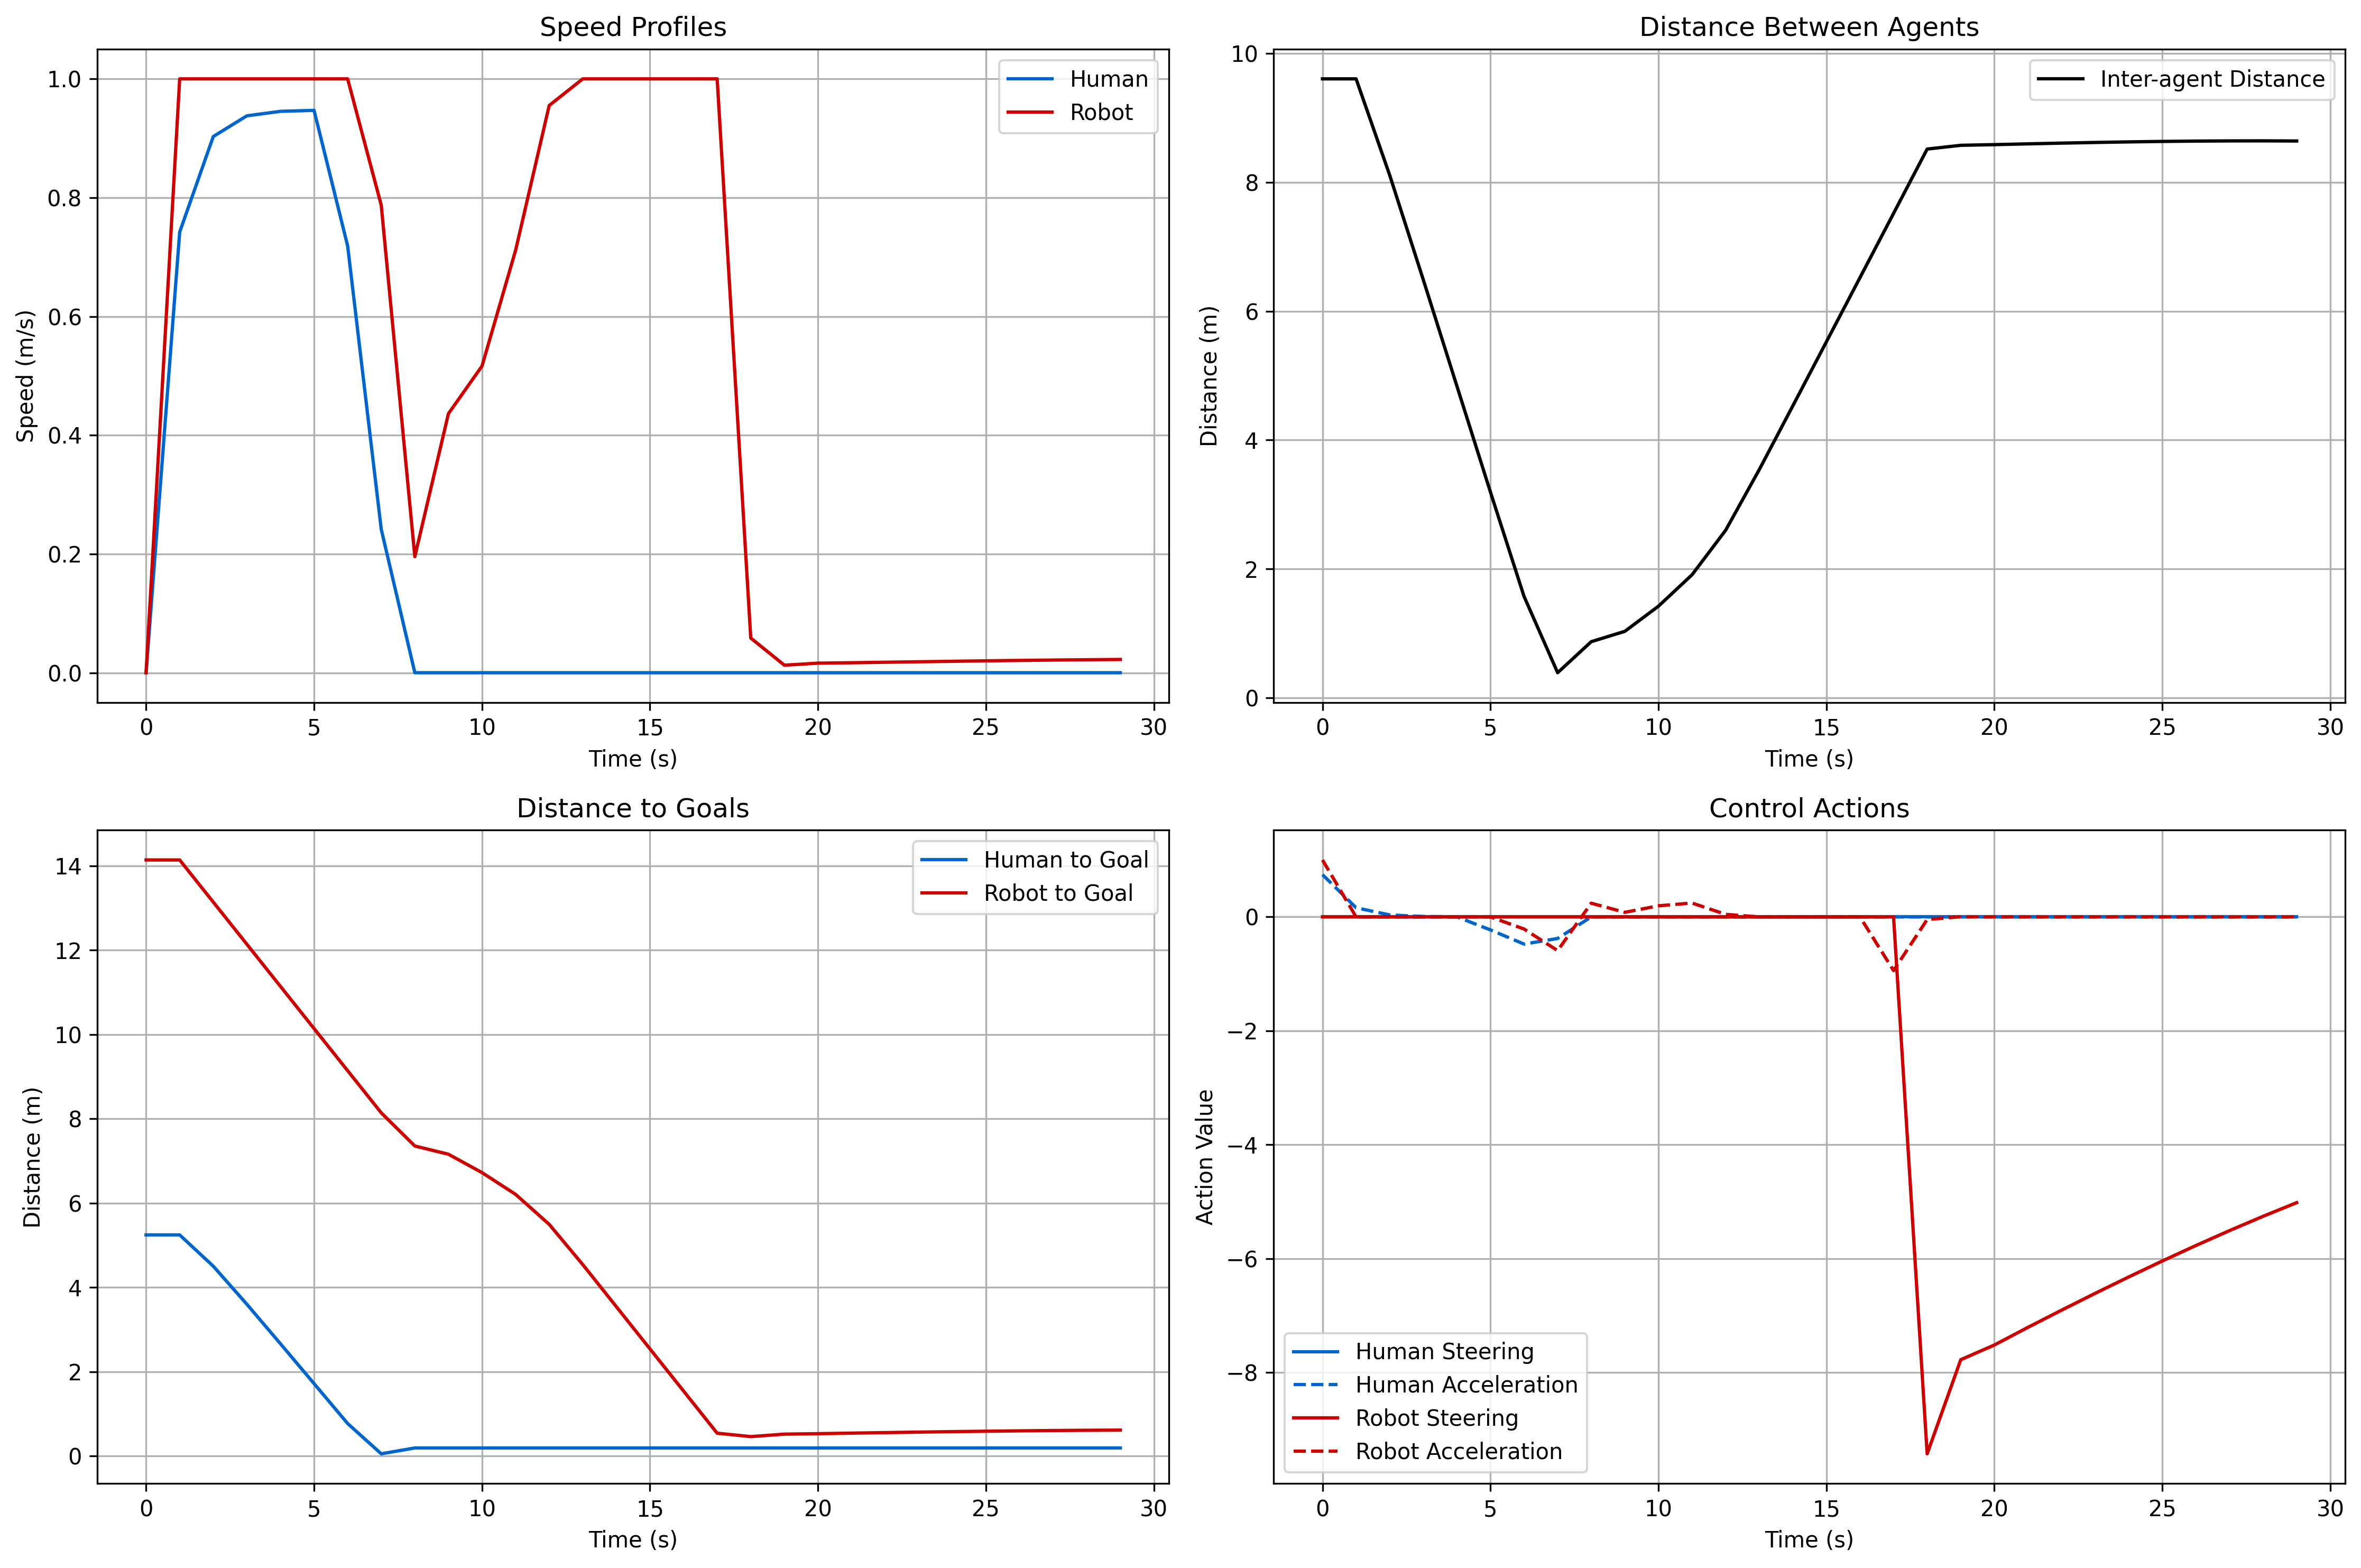 Speed Profiles
Speed (m/s)
1.0
0.8
0.6
0.4
0.2
0.0
Human
Robot
0 5 10 15 20 25 30
Time (s)
Distance Between Agents
Distance (m)
10
8
6
4
2
0
Inter-agent Distance
0 5 10 15 20 25 30
Time (s)
Distance to Goals
Distance (m)
14
12
10
8
6
4
2
0
Human to Goal
Robot to Goal
0 5 10 15 20 25 30
Time (s)
Control Actions
Action Value
0
−2
−4
−6
−8
Human Steering
Human Acceleration
Robot Steering
Robot Acceleration
0 5 10 15 20 25 30
Time (s)